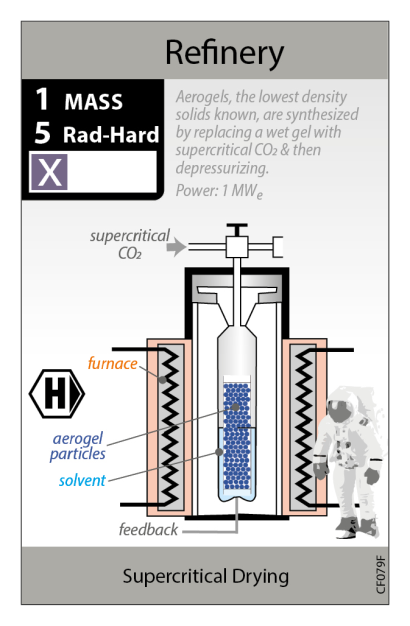 Refinery
1 MASS
5 Rad-Hard
X
Aerogels, the lowest density
solids known, are synthesized
by replacing a wet gel with
supercritical CO₂ & then
depressurizing.
Power: 1 MWₑ
supercritical
CO₂
furnace
H
aerogel
particles
solvent
feedback
Supercritical Drying
CF079F